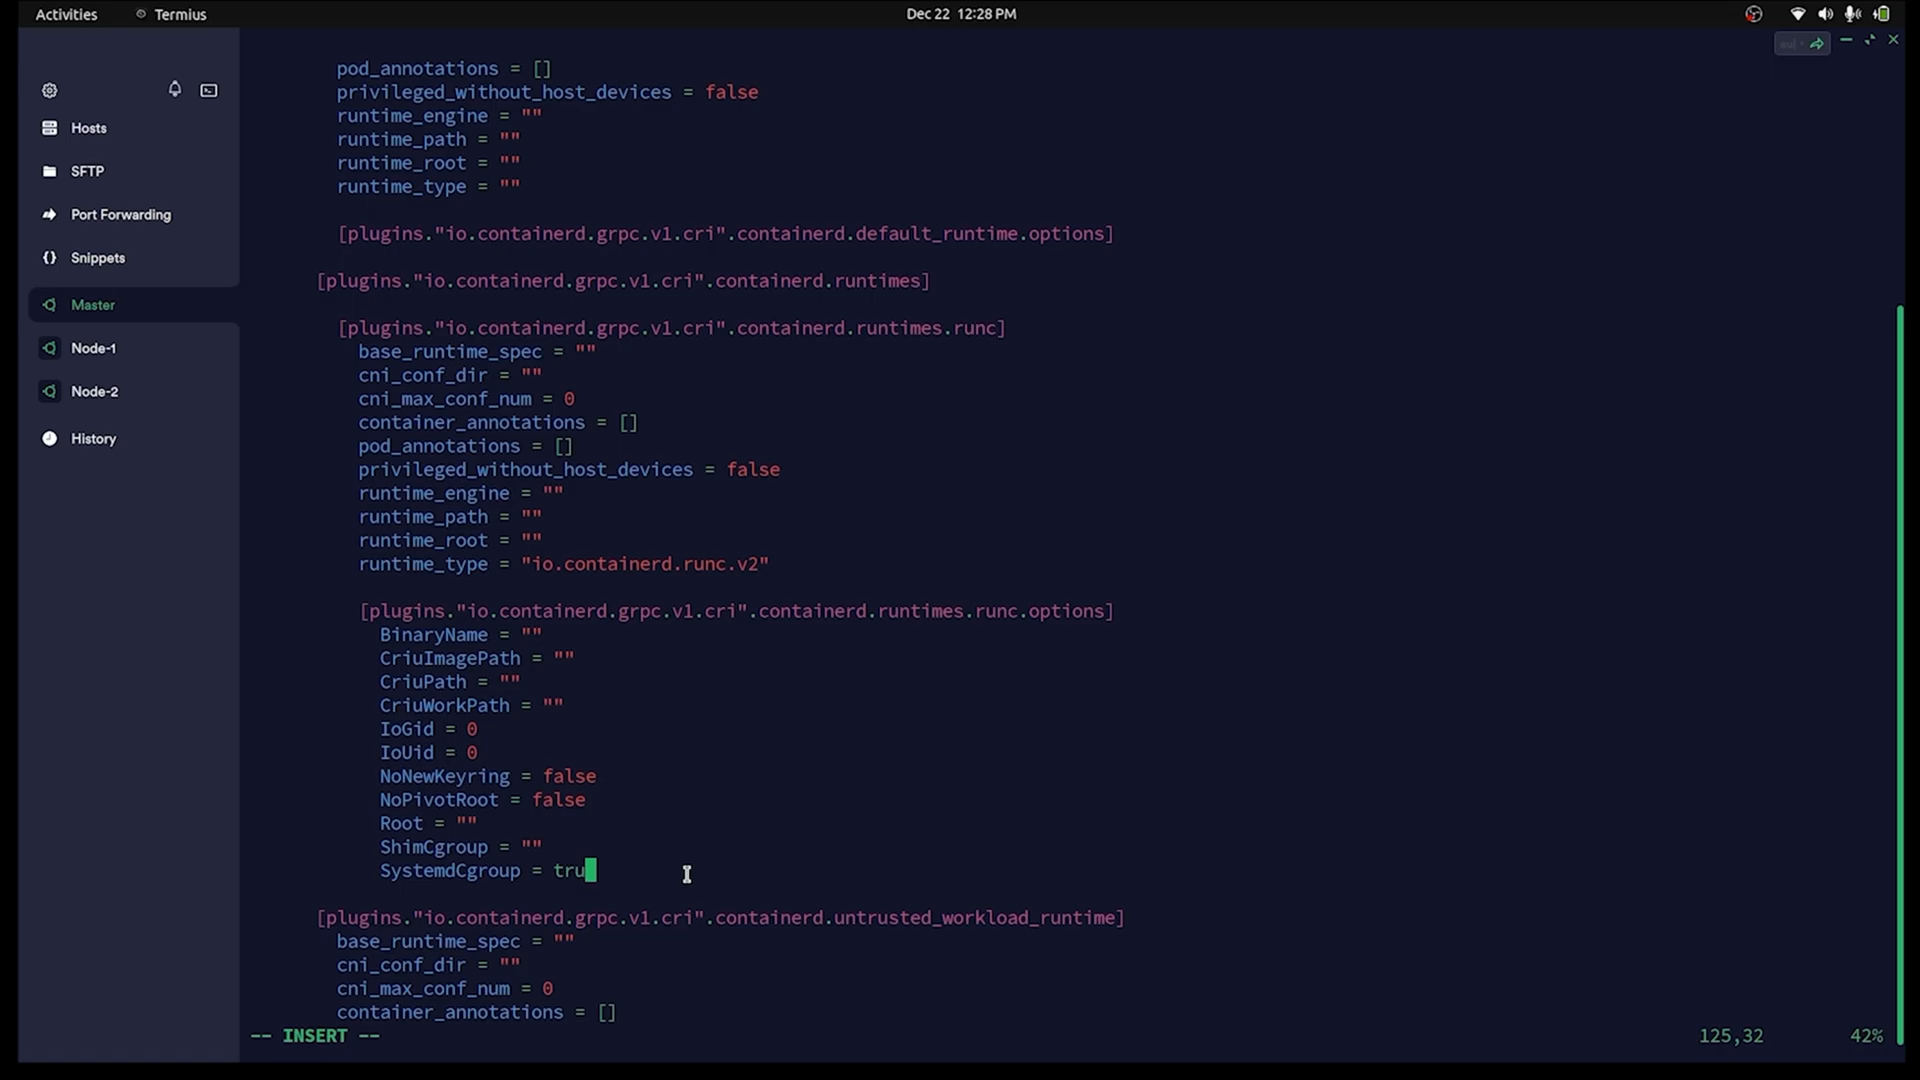 Activities
Termius
Dec 22 12:28 PM
Hosts
SFTP
Port Forwarding
Snippets
Master
Node-1
Node-2
History
pod_annotations = []
privileged_without_host_devices = false
runtime_engine = ""
runtime_path = ""
runtime_root = ""
runtime_type = ""
[plugins."io.containerd.grpc.v1.cri".containerd.default_runtime.options]
[plugins."io.containerd.grpc.v1.cri".containerd.runtimes]
[plugins."io.containerd.grpc.v1.cri".containerd.runtimes.runc]
base_runtime_spec = ""
cni_conf_dir = ""
cni_max_conf_num = 0
container_annotations = []
pod_annotations = []
privileged_without_host_devices = false
runtime_engine = ""
runtime_path = ""
runtime_root = ""
runtime_type = "io.containerd.runc.v2"
[plugins."io.containerd.grpc.v1.cri".containerd.runtimes.runc.options]
BinaryName = ""
CriuImagePath = ""
CriuPath = ""
CriuWorkPath = ""
IoGid = 0
IoUid = 0
NoNewKeyring = false
NoPivotRoot = false
Root = ""
ShimCgroup = ""
SystemdCgroup = tru
[plugins."io.containerd.grpc.v1.cri".containerd.untrusted_workload_runtime]
base_runtime_spec = ""
cni_conf_dir = ""
cni_max_conf_num = 0
container_annotations = []
-- INSERT --
125,32
42%